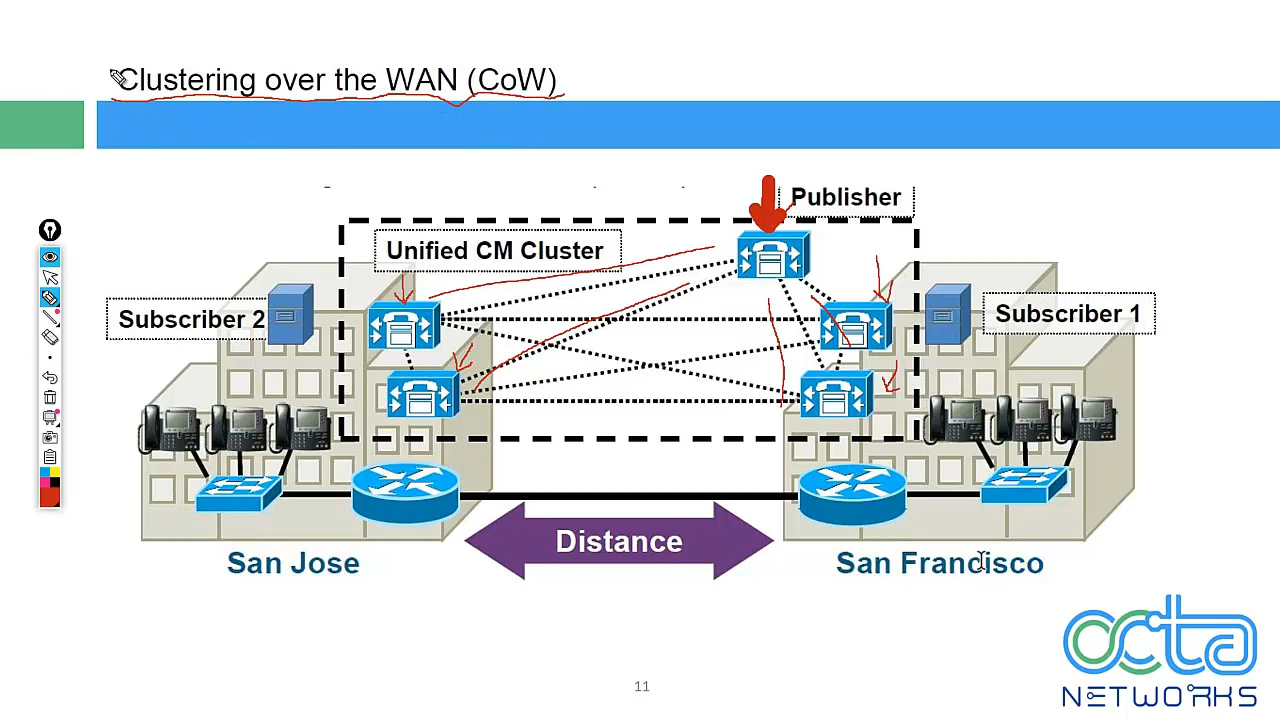 Clustering over the WAN (CoW)
Publisher
Unified CM Cluster
Subscriber 2
Subscriber 1
Distance
San Jose
San Francisco
octa
NETWORKS
11